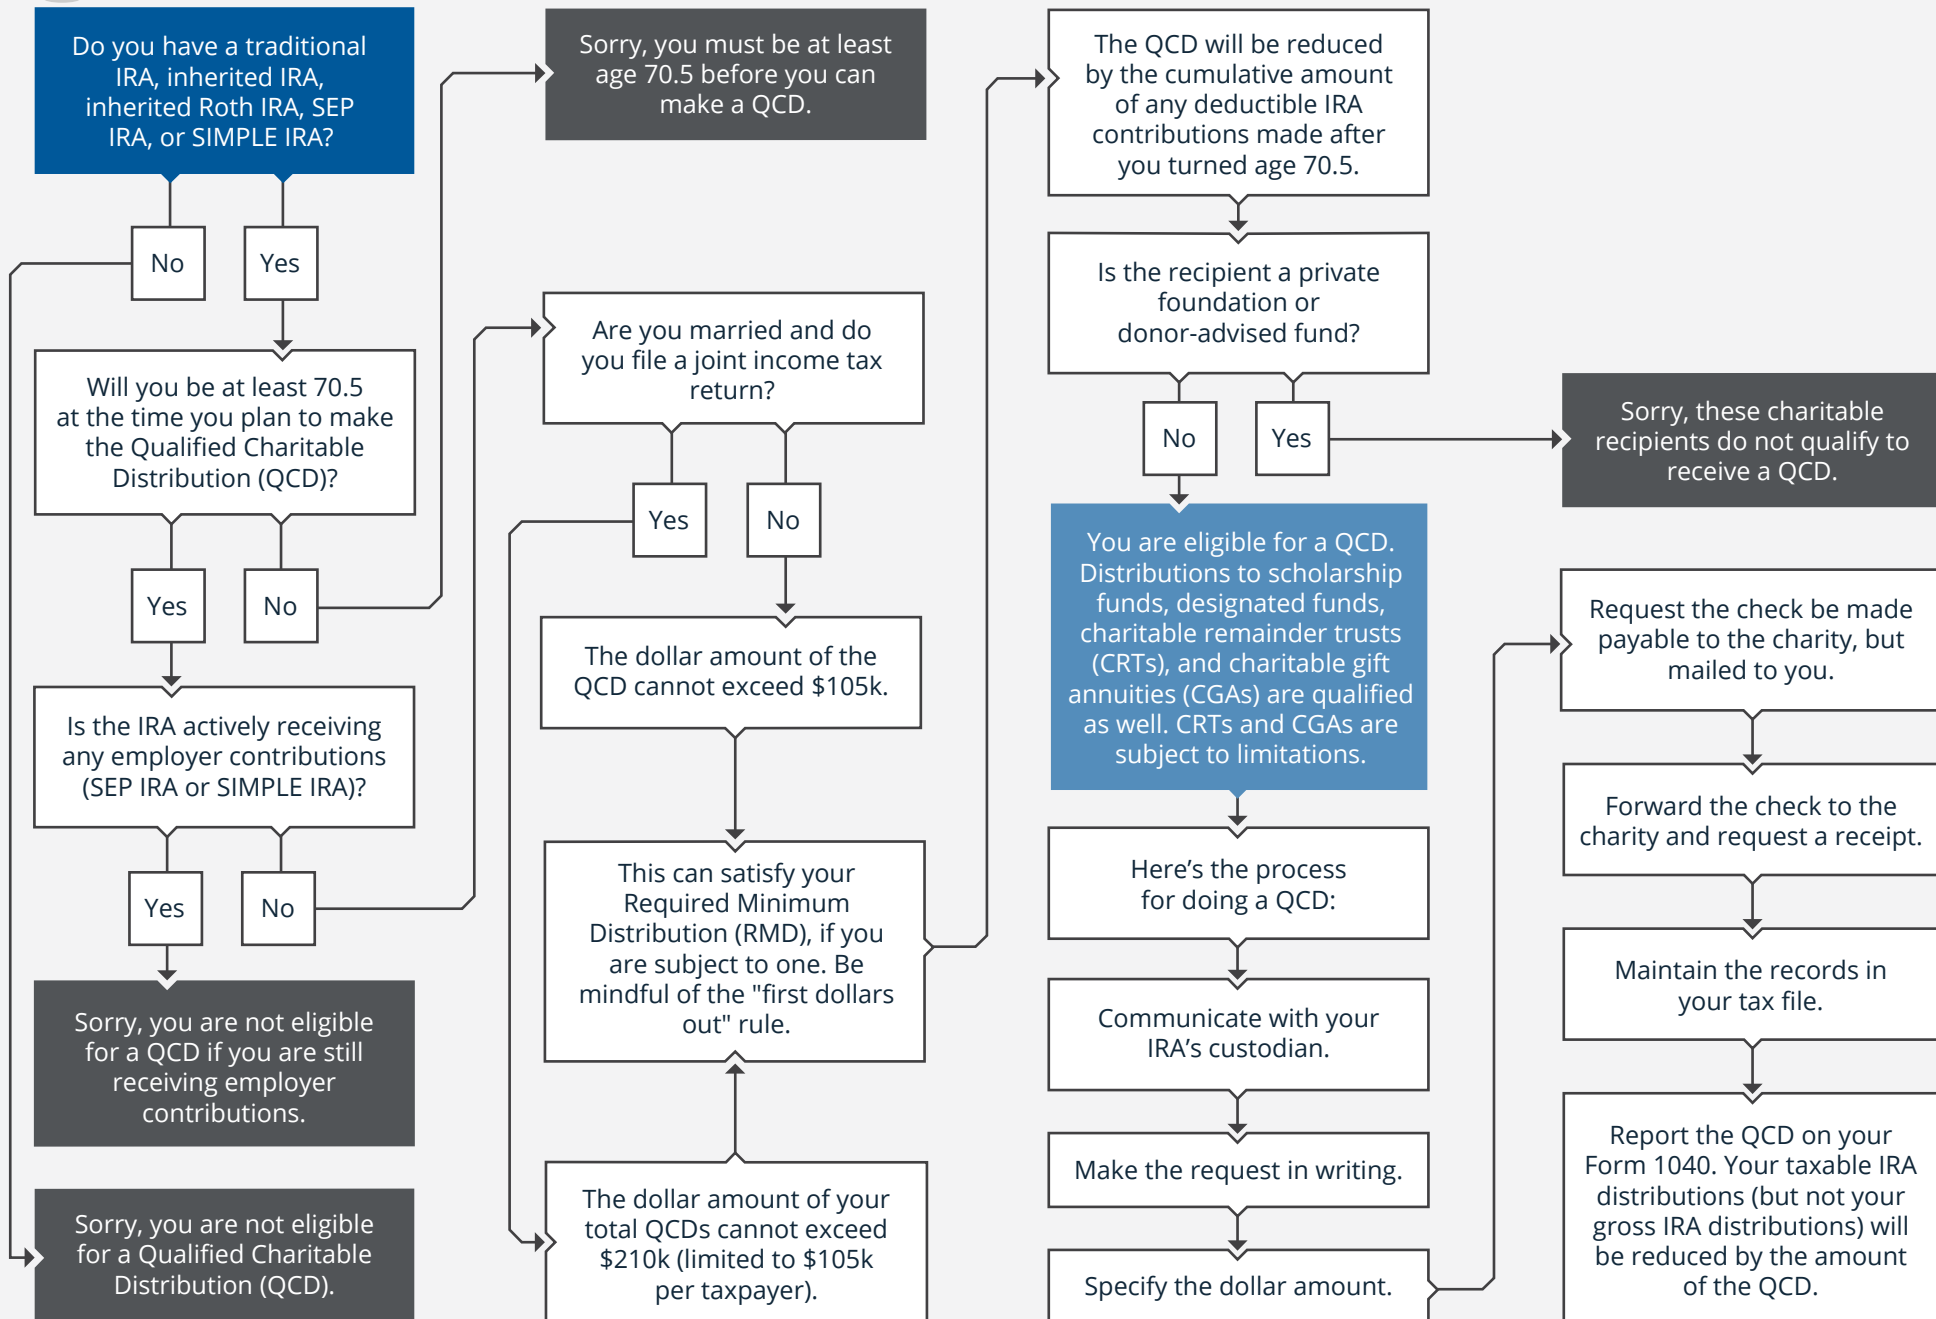 Do you have a traditional
IRA, inherited IRA,
inherited Roth IRA, SEP
IRA, or SIMPLE IRA?
No
Yes
Will you be at least 70.5
at the time you plan to make
the Qualified Charitable
Distribution (QCD)?
Yes
No
Is the IRA actively receiving
any employer contributions
(SEP IRA or SIMPLE IRA)?
Yes
No
Sorry, you are not eligible
for a QCD if you are still
receiving employer
contributions.
Sorry, you are not eligible
for a Qualified Charitable
Distribution (QCD).
Sorry, you must be at least
age 70.5 before you can
make a QCD.
Are you married and do
you file a joint income tax
return?
Yes
No
The dollar amount of the
QCD cannot exceed $105k.
This can satisfy your
Required Minimum
Distribution (RMD), if you
are subject to one. Be
mindful of the "first dollars
out" rule.
The dollar amount of your
total QCDs cannot exceed
$210k (limited to $105k
per taxpayer).
The QCD will be reduced
by the cumulative amount
of any deductible IRA
contributions made after
you turned age 70.5.
Is the recipient a private
foundation or
donor-advised fund?
No
Yes
Sorry, these charitable
recipients do not qualify to
receive a QCD.
You are eligible for a QCD.
Distributions to scholarship
funds, designated funds,
charitable remainder trusts
(CRTs), and charitable gift
annuities (CGAs) are qualified
as well. CRTs and CGAs are
subject to limitations.
Here’s the process
for doing a QCD:
Communicate with your
IRA’s custodian.
Make the request in writing.
Specify the dollar amount.
Request the check be made
payable to the charity, but
mailed to you.
Forward the check to the
charity and request a receipt.
Maintain the records in
your tax file.
Report the QCD on your
Form 1040. Your taxable IRA
distributions (but not your
gross IRA distributions) will
be reduced by the amount
of the QCD.